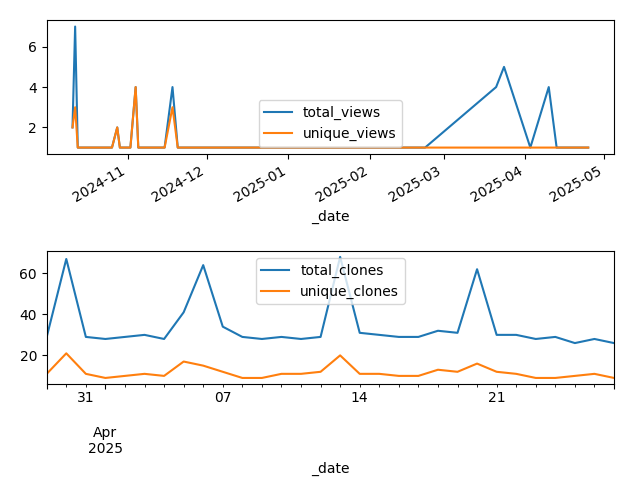 6
4
2
total_views
unique_views
2024-11
2024-12
2025-01
2025-02
2025-03
2025-04
2025-05
_date
60
40
20
total_clones
unique_clones
31
07
14
21
Apr
2025
_date